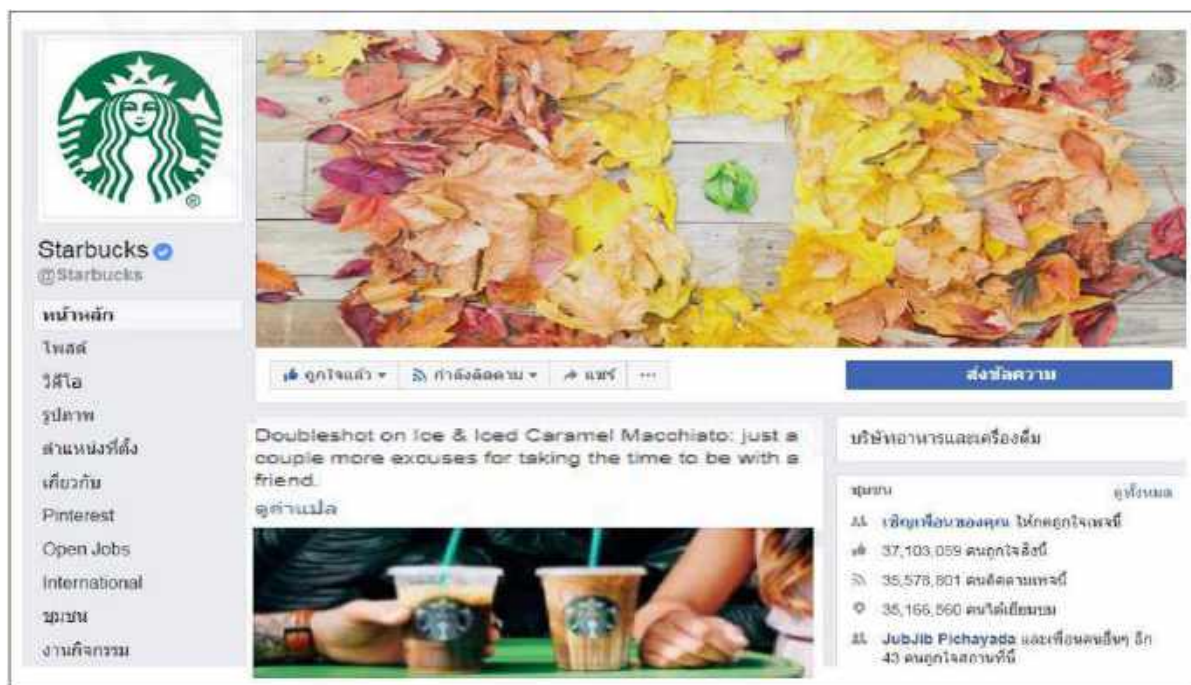 Starbucks
@Starbucks
หน้าหลัก
โพสต์
วิดีโอ
รูปภาพ
ตำแหน่งที่ตั้ง
เกี่ยวกับ
Pinterest
Open Jobs
International
ชุมชน
งานกิจกรรม
ถูกใจแล้ว
กำลังติดตาม
แชร์
ส่งข้อความ
Doubleshot on Ice & Iced Caramel Macchiato: just a
couple more excuses for taking the time to be with a
friend.
ดูคำแปล
บริษัทอาหารและเครื่องดื่ม
ชุมชน ดูทั้งหมด
เชิญเพื่อนของคุณ ให้กดถูกใจเพจนี้
37,103,059 คนถูกใจสิ่งนี้
35,578,801 คนติดตามเพจนี้
35,166,560 คนได้เยี่ยมชม
JubJib Pichayada และเพื่อนคนอื่นๆ อีก
43 คนถูกใจสถานที่นี้